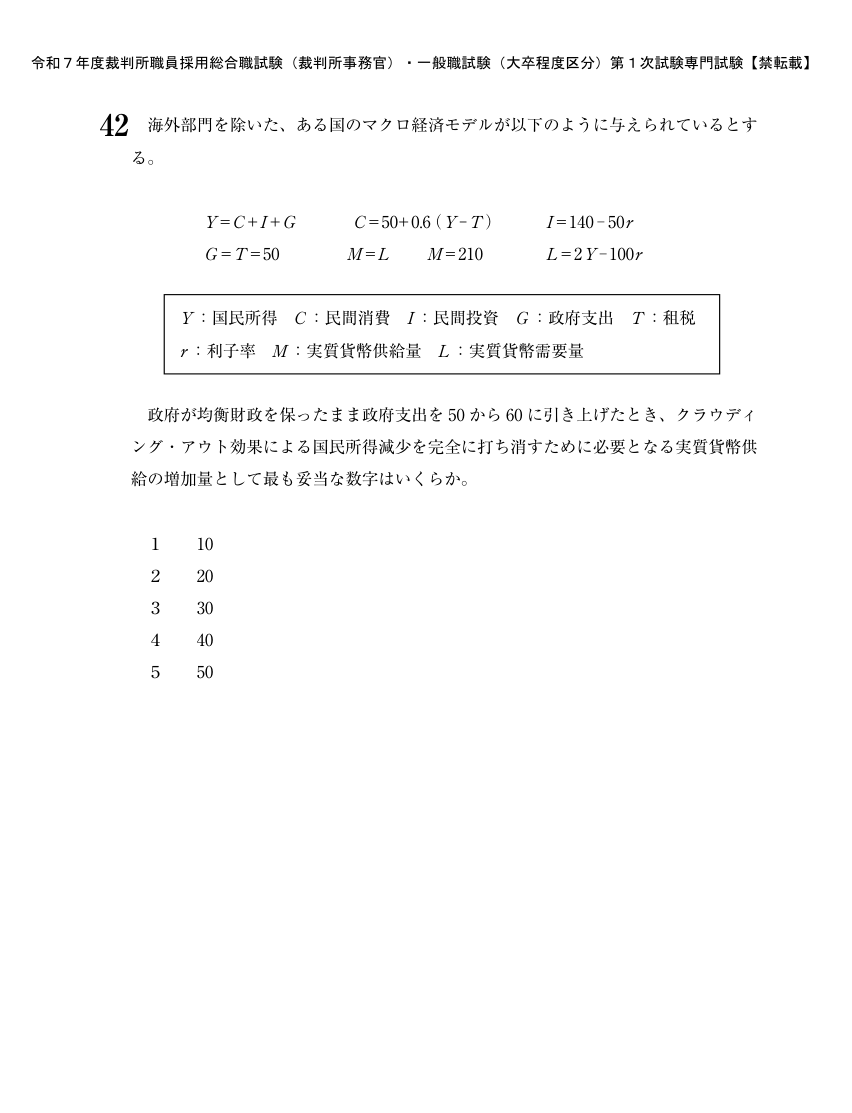 令和７年度裁判所職員採用総合職試験（裁判所事務官）・一般職試験（大卒程度区分）第１次試験専門試験【禁転載】
42　海外部門を除いた、ある国のマクロ経済モデルが以下のように与えられているとす
る。
Y=C+I+G　C=50+0.6（Y−T）　I=140−50r
G=T=50　M=L　M=210　L=2Y−100r
Y：国民所得　C：民間消費　I：民間投資　G：政府支出　T：租税
r：利子率　M：実質貨幣供給量　L：実質貨幣需要量
政府が均衡財政を保ったまま政府支出を 50 から 60 に引き上げたとき、クラウディ
ング・アウト効果による国民所得減少を完全に打ち消すために必要となる実質貨幣供
給の増加量として最も妥当な数字はいくらか。
1　10
2　20
3　30
4　40
5　50